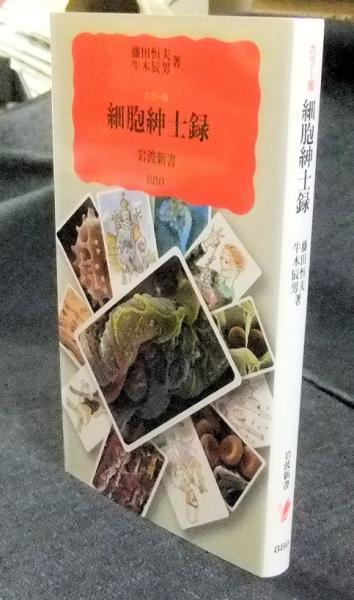 藤田恒夫
牛木辰男 著
カラー版
細胞紳士録
岩波新書
880
カラー版
細胞紳士録
藤田恒夫
牛木辰男 著
岩波新書
880